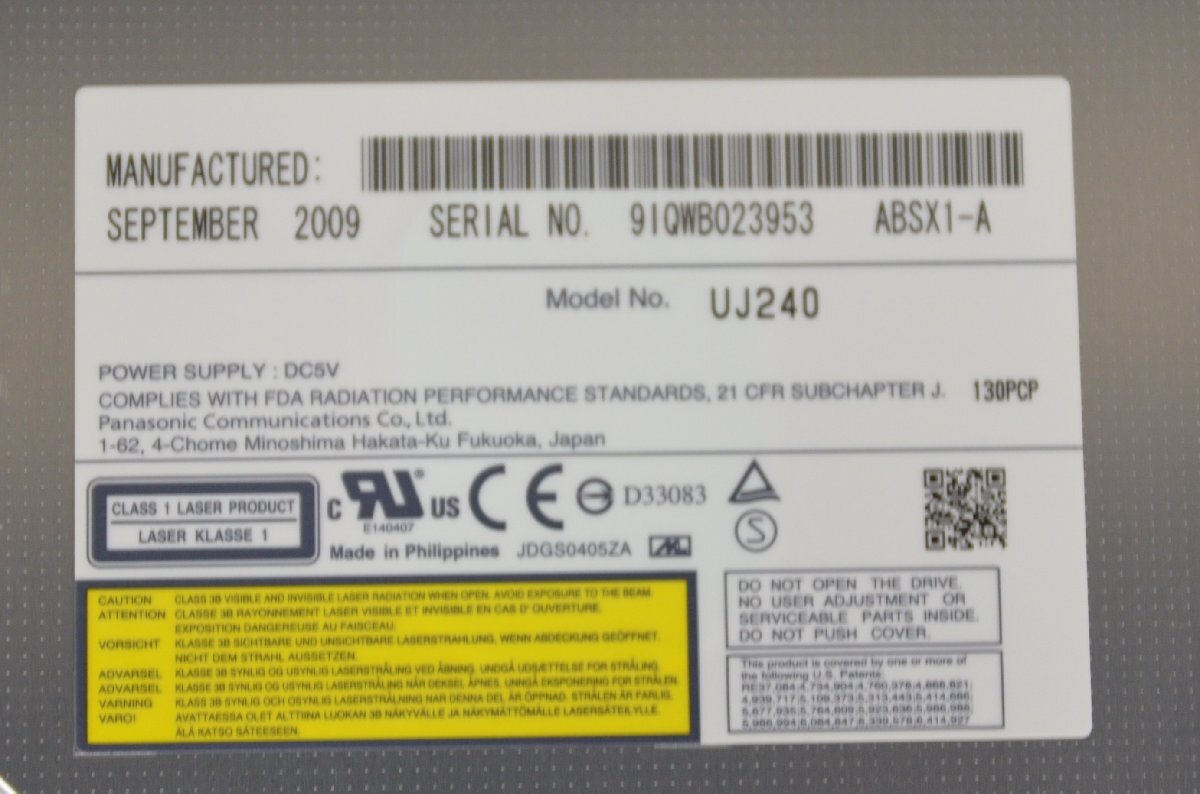 MANUFACTURED:
SEPTEMBER 2009 SERIAL NO. 9IQWB023953 ABSX1-A
Model No. UJ240
POWER SUPPLY : DC5V
COMPLIES WITH FDA RADIATION PERFORMANCE STANDARDS, 21 CFR SUBCHAPTER J. 130PCP
Panasonic Communications Co., Ltd.
1-62, 4-Chome Minoshima Hakata-Ku Fukuoka, Japan
CLASS 1 LASER PRODUCT
LASER KLASSE 1
C RU US CE D33083
E140407
Made in Philippines JDGS0405ZA
S
CAUTION CLASS 3B VISIBLE AND INVISIBLE LASER RADIATION WHEN OPEN. AVOID EXPOSURE TO THE BEAM.
ATTENTION CLASSE 3B RAYONNEMENT LASER VISIBLE ET INVISIBLE EN CAS D' OUVERTURE.
EXPOSITION DANGEREUSE AU FAISCEAU.
VORSICHT KLASSE 3B SICHTBARE UND UNSICHTBARE LASERSTRAHLUNG, WENN ABDECKUNG GEÖFFNET.
NICHT DEM STRAHL AUSSETZEN.
ADVARSEL KLASSE 3B SYNLIG OG USYNLIG LASERSTRÅLING VED ÅBNING. UNDGÅ UDSÆTTELSE FOR STRÅLING.
ADVARSEL KLASSE 3B SYNLIG OG USYNLIG LASERSTRÅLING NÅR DEKSEL ÅPNES. UNNGÅ EKSPONERING FOR STRÅLEN.
VARNING KLASS 3B SYNLIG OCH OSYNLIG LASERSTRÅLNING NÄR DENNA DEL ÄR ÖPPNAD. STRÅLEN ÄR FARLIG.
VARO! AVATTAESSA OLET ALTTIINA LUOKAN 3B NÄKYVÄLLE JA NÄKYMÄTTÖMÄLLE LASERSÄTEILYLLE.
ÄLÄ KATSO SÄTEESEEN.
DO NOT OPEN THE DRIVE.
NO USER ADJUSTMENT OR
SERVICEABLE PARTS INSIDE.
DO NOT PUSH COVER.
This product is covered by one or more of
the following U.S. Patents: